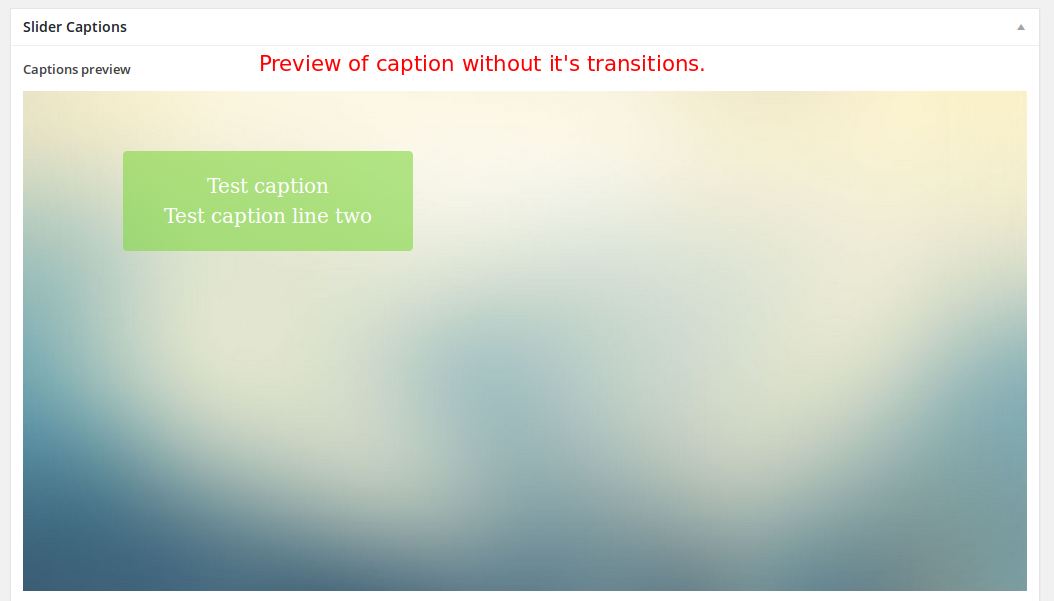 Slider Captions
Captions preview
Preview of caption without it's transitions.
Test caption
Test caption line two